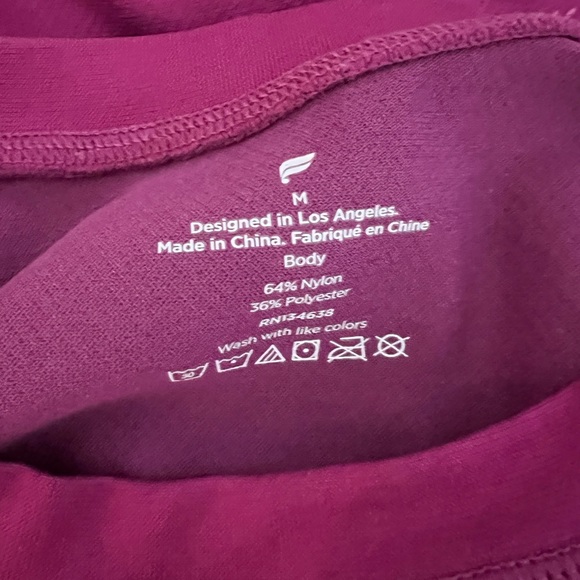 M
Designed in Los Angeles.
Made in China. Fabriqué en Chine
Body
64% Nylon
36% Polyester
RN134638
Wash with like colors
30